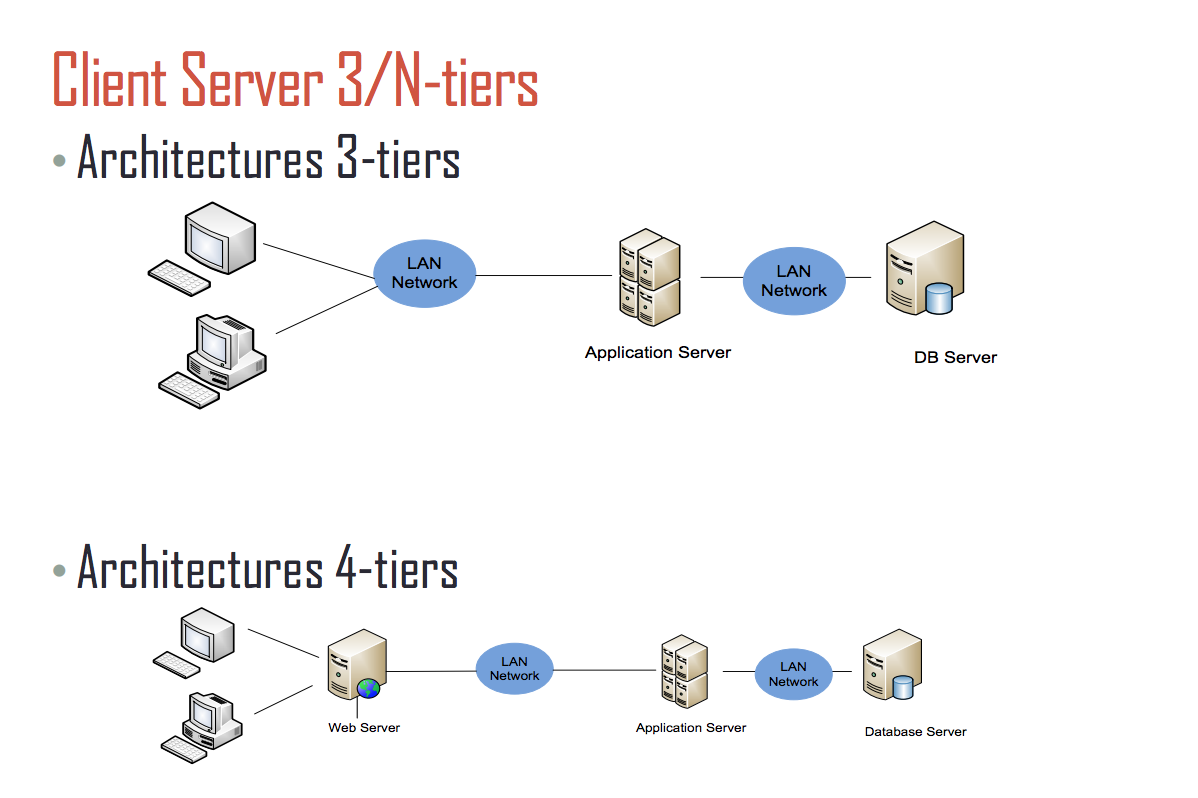 Client Server 3/N-tiers
• Architectures 3-tiers
LAN
Network
LAN
Network
Application Server
DB Server
• Architectures 4-tiers
LAN
Network
LAN
Network
Web Server
Application Server
Database Server